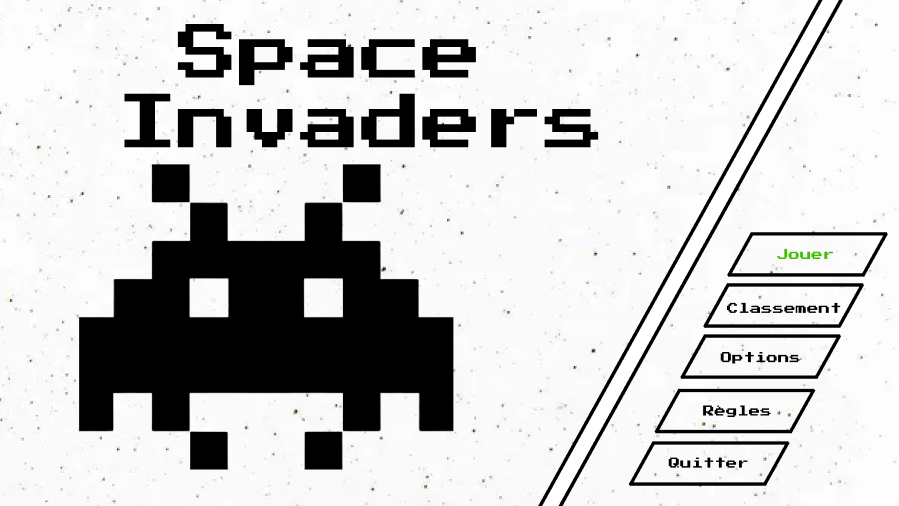 Space
Invaders
Jouer
Classement
Options
Règles
Quitter